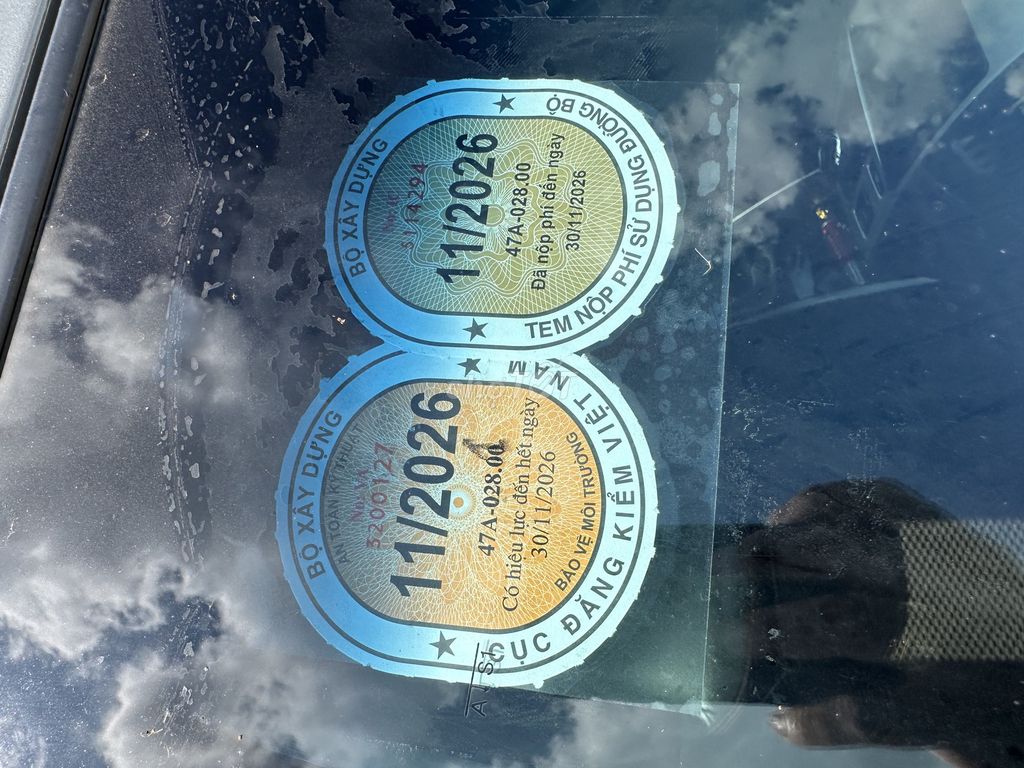 BỘ XÂY DỰNG
11/2026
47A-028.00
Đã nộp phí đến ngày
30/11/2026
TEM NỘP PHÍ SỬ DỤNG ĐƯỜNG BỘ
BỘ XÂY DỰNG
AN TOÀN KỸ THUẬT
3200127
11/2026
47A-028.00
Có hiệu lực đến hết ngày
30/11/2026
BẢO VỆ MÔI TRƯỜNG
CỤC ĐĂNG KIỂM VIỆT NAM